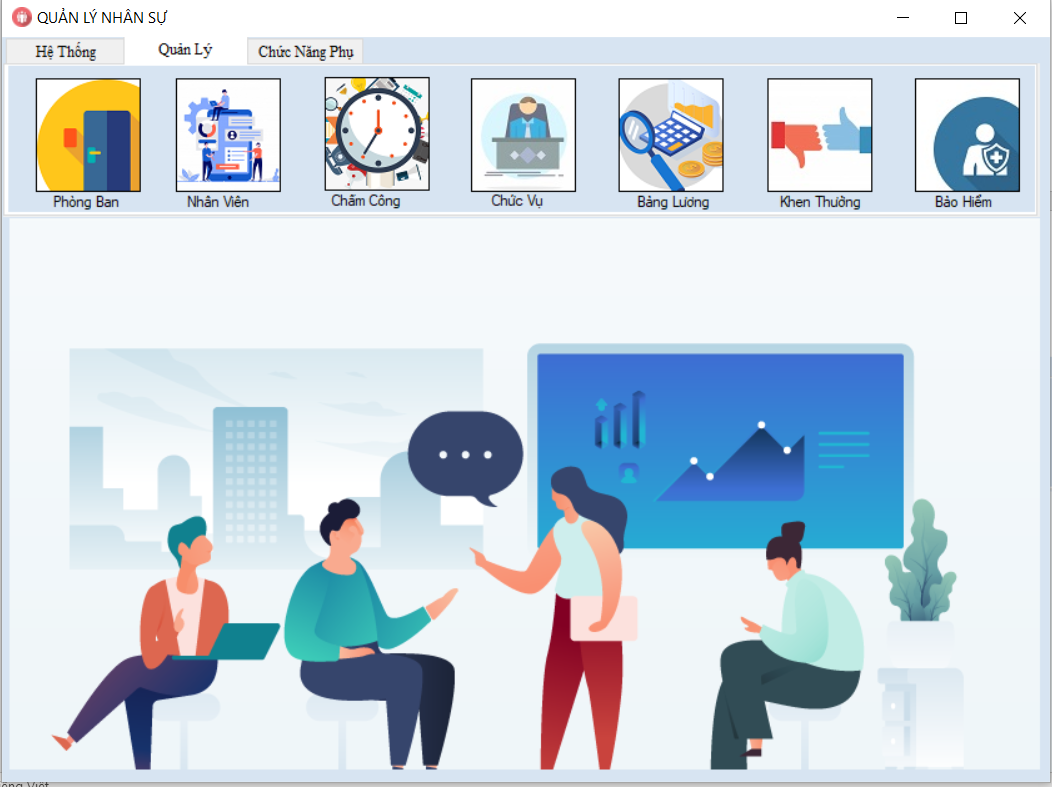 QUẢN LÝ NHÂN SỰ
Hệ Thống Quản Lý Chức Năng Phụ
Phòng Ban Nhân Viên Chấm Công Chức Vụ Bảng Lương Khen Thưởng Bảo Hiểm